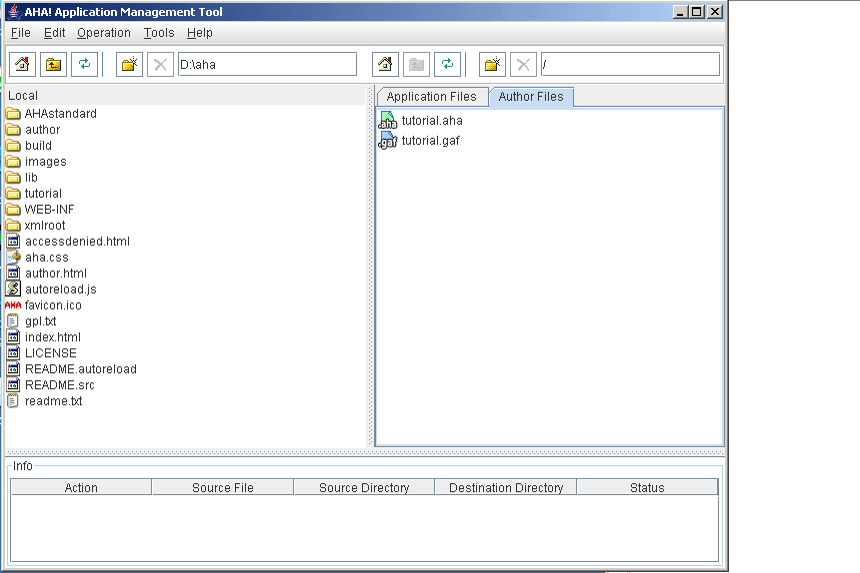 AHA! Application Management Tool
File Edit Operation Tools Help
D:\aha /
Local
AHAstandard
author
build
images
lib
tutorial
WEB-INF
xmlroot
accessdenied.html
aha.css
author.html
autoreload.js
AHA favicon.ico
gpl.txt
index.html
LICENSE
README.autoreload
README.src
readme.txt
Application Files Author Files
.aha tutorial.aha
.gaf tutorial.gaf
Info
Action Source File Source Directory Destination Directory Status